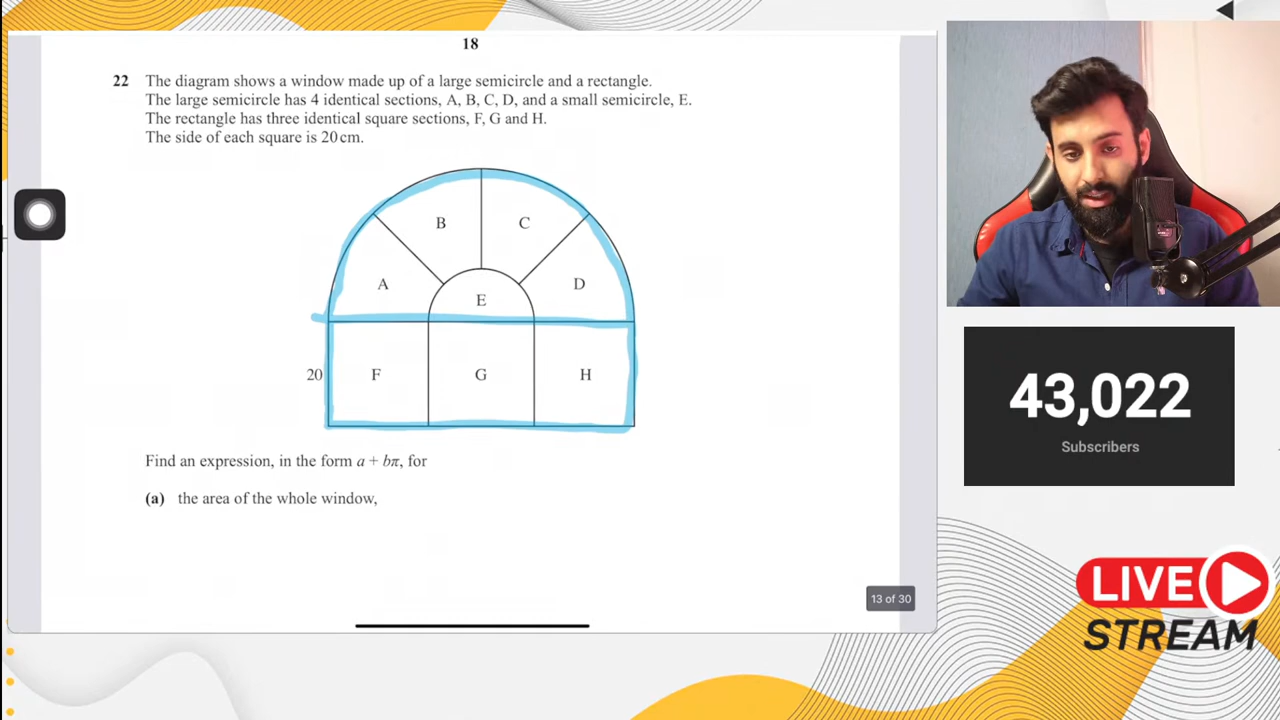 18
22 The diagram shows a window made up of a large semicircle and a rectangle.
The large semicircle has 4 identical sections, A, B, C, D, and a small semicircle, E.
The rectangle has three identical square sections, F, G and H.
The side of each square is 20 cm.
B C
A D
E
20 F G H
Find an expression, in the form a + bπ, for
(a) the area of the whole window,
13 of 30
43,022
Subscribers
LIVE
STREAM